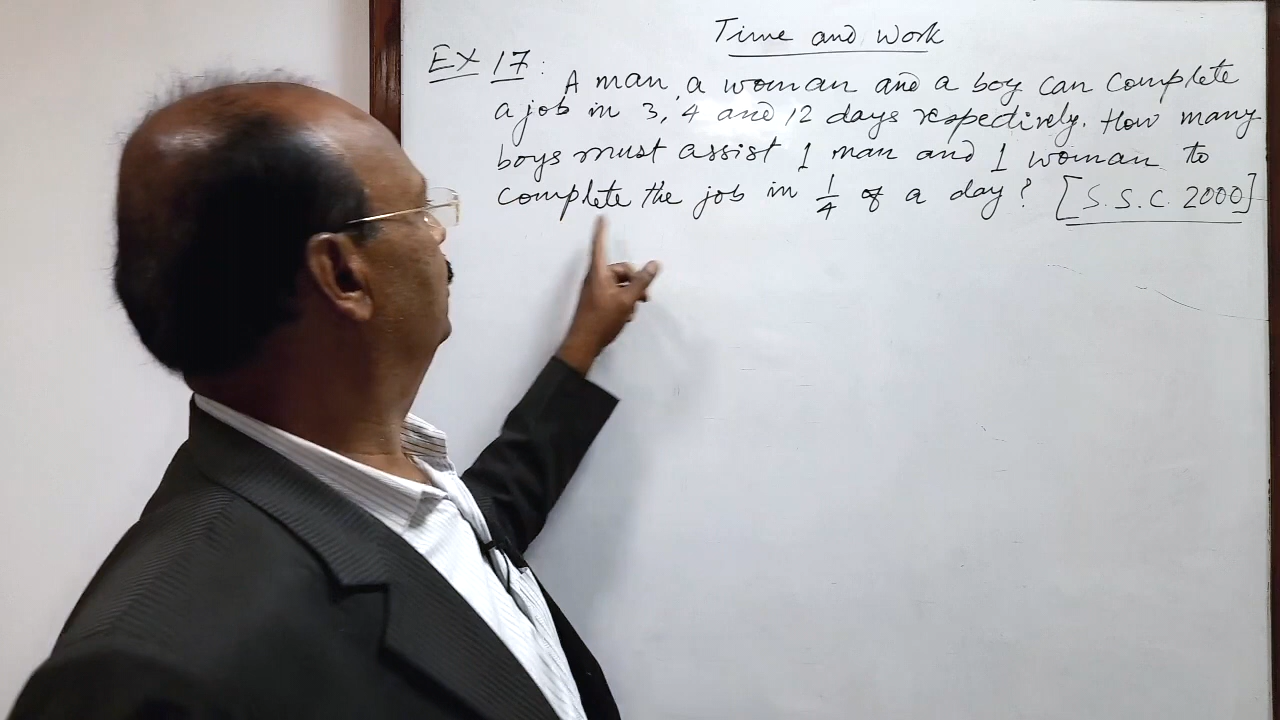 Time and Work
EX 17: A man, a woman and a boy can complete
a job in 3, 4 and 12 days respectively. How many
boys must assist 1 man and 1 woman to
complete the job in 1/4 of a day? [S.S.C. 2000]